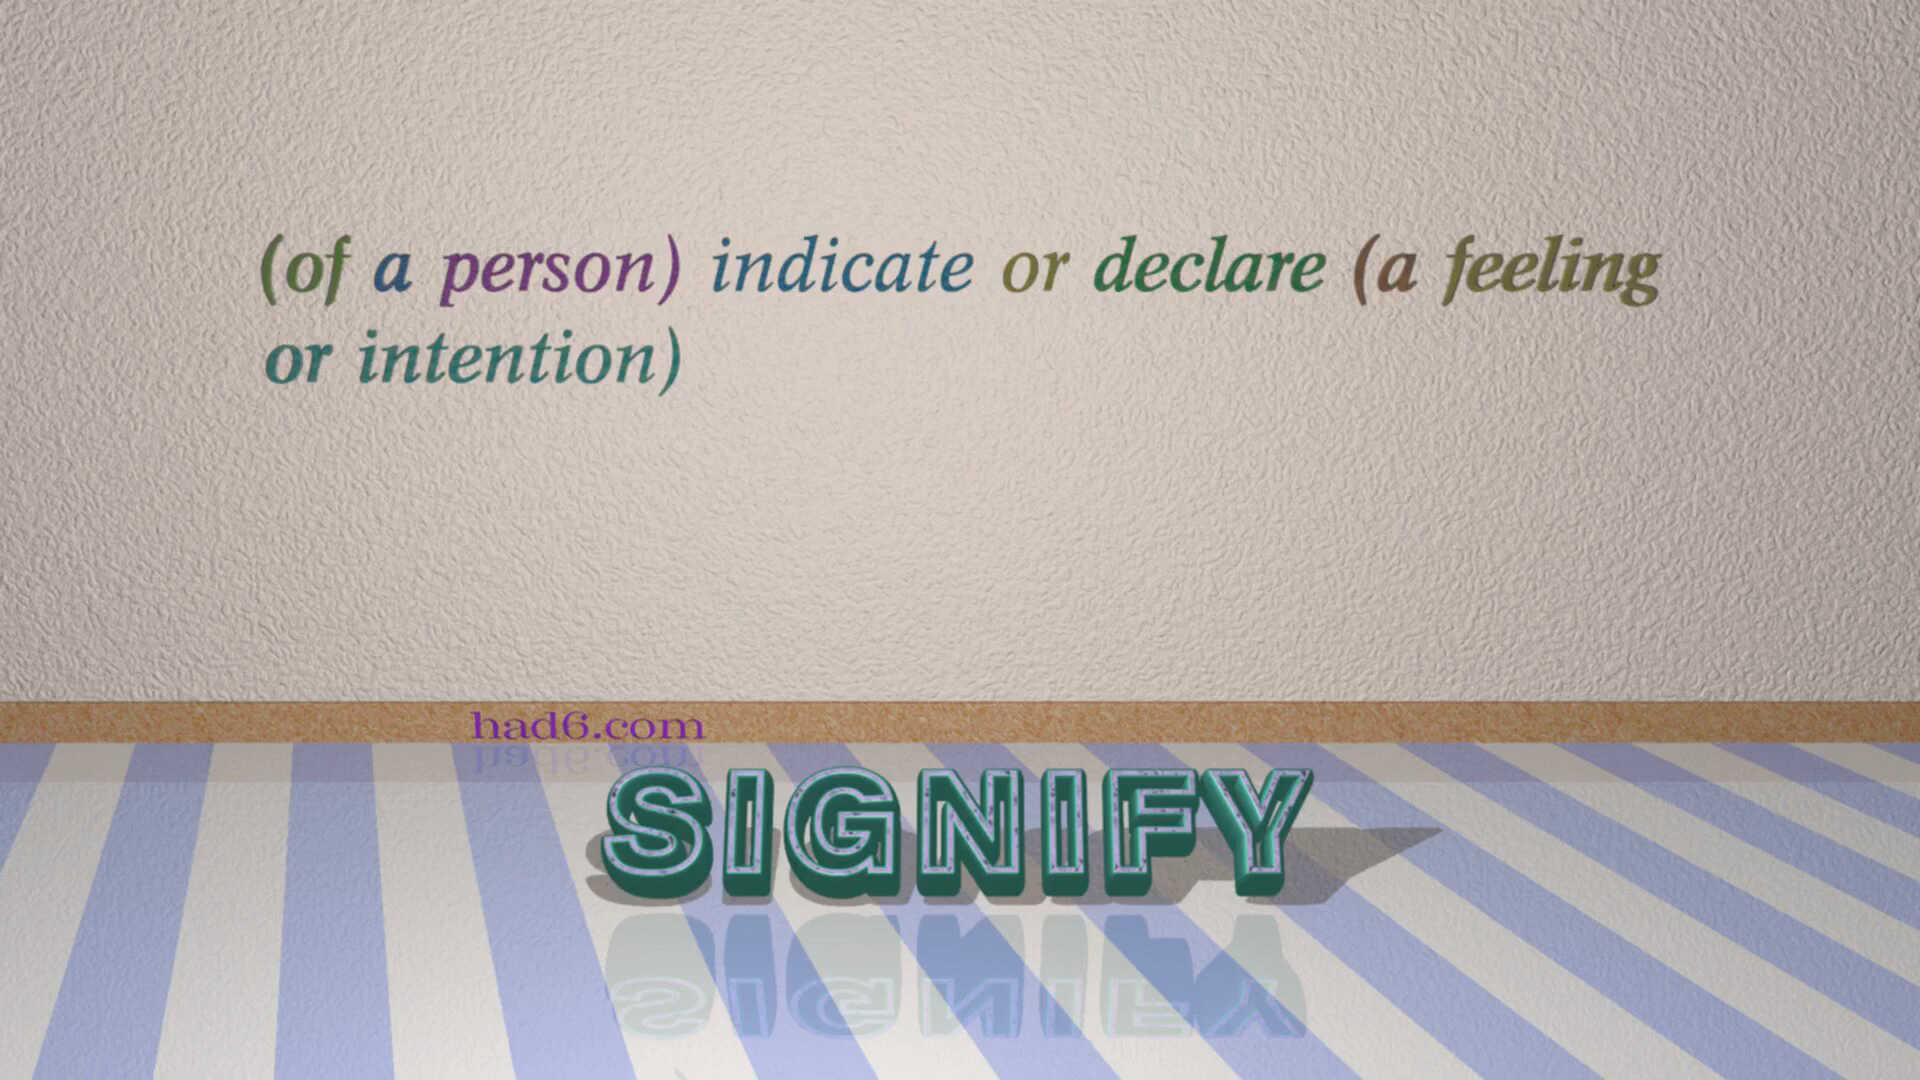 (of a person) indicate or declare (a feeling
or intention)
had6.com
SIGNIFY